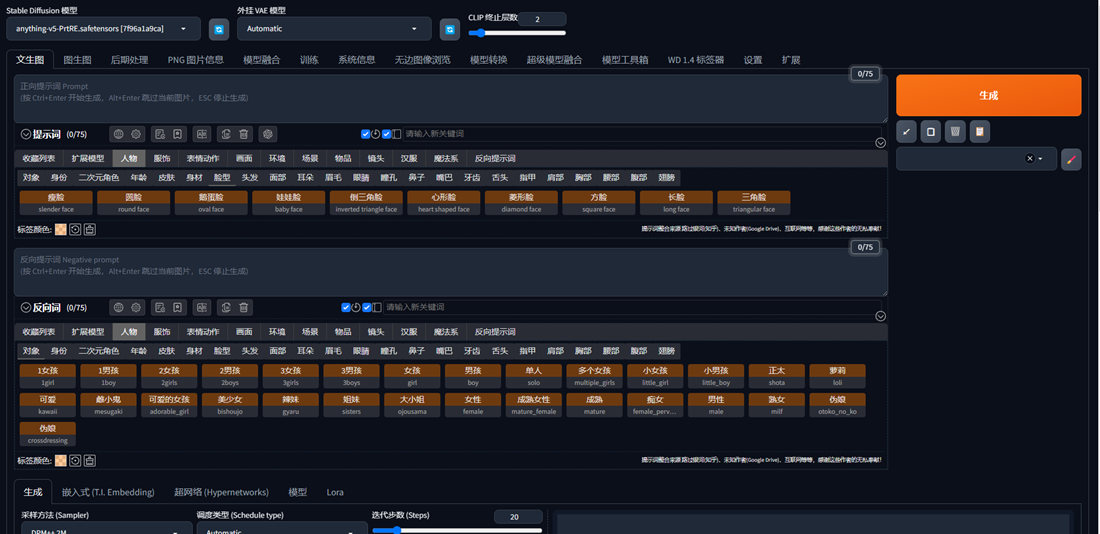 Stable Diffusion 模型
外挂 VAE 模型
CLIP 终止层数
2
anything-v5-PrtRE.safetensors [7f96a1a9ca]
Automatic
文生图 图生图 后期处理 PNG 图片信息 模型融合 训练 系统信息 无边图像浏览 模型转换 超级模型融合 模型工具箱 WD 1.4 标签器 设置 扩展
0/75
正向提示词 Prompt
(按 Ctrl+Enter 开始生成，Alt+Enter 跳过当前图片，ESC 停止生成)
生成
提示词 (0/75)
请输入新关键词
收藏列表 扩展模型 人物 服饰 表情动作 画面 环境 场景 物品 镜头 汉服 魔法系 反向提示词
对象 身份 二次元角色 年龄 皮肤 身材 脸型 头发 面部 耳朵 眉毛 眼睛 瞳孔 鼻子 嘴巴 牙齿 舌头 指甲 肩部 胸部 腰部 腹部 翅膀
瘦脸 圆脸 鹅蛋脸 娃娃脸 倒三角脸 心形脸 菱形脸 方脸 长脸 三角脸
slender face round face oval face baby face inverted triangle face heart shaped face diamond face square face long face triangular face
标签颜色:
0/75
反向提示词 Negative prompt
(按 Ctrl+Enter 开始生成，Alt+Enter 跳过当前图片，ESC 停止生成)
反向词 (0/75)
请输入新关键词
收藏列表 扩展模型 人物 服饰 表情动作 画面 环境 场景 物品 镜头 汉服 魔法系 反向提示词
对象 身份 二次元角色 年龄 皮肤 身材 脸型 头发 面部 耳朵 眉毛 眼睛 瞳孔 鼻子 嘴巴 牙齿 舌头 指甲 肩部 胸部 腰部 腹部 翅膀
1女孩 1男孩 2女孩 2男孩 3女孩 3男孩 女孩 男孩 单人 多个女孩 小女孩 小男孩 正太 萝莉
1girl 1boy 2girls 2boys 3girls 3boys girl boy solo multiple_girls little_girl little_boy shota loli
可爱 雌小鬼 可爱的女孩 美少女 辣妹 姐妹 大小姐 女性 成熟女性 成熟 痴女 男性 熟女 伪娘
kawaii mesugaki adorable_girl bishoujo gyaru sisters ojousama female mature_female mature female_perv... male milf otoko_no_ko
伪娘
crossdressing
标签颜色:
生成 嵌入式 (T.I. Embedding) 超网络 (Hypernetworks) 模型 Lora
采样方法 (Sampler)
调度类型 (Schedule type)
迭代步数 (Steps)
20
DPM++ 2M
Automatic